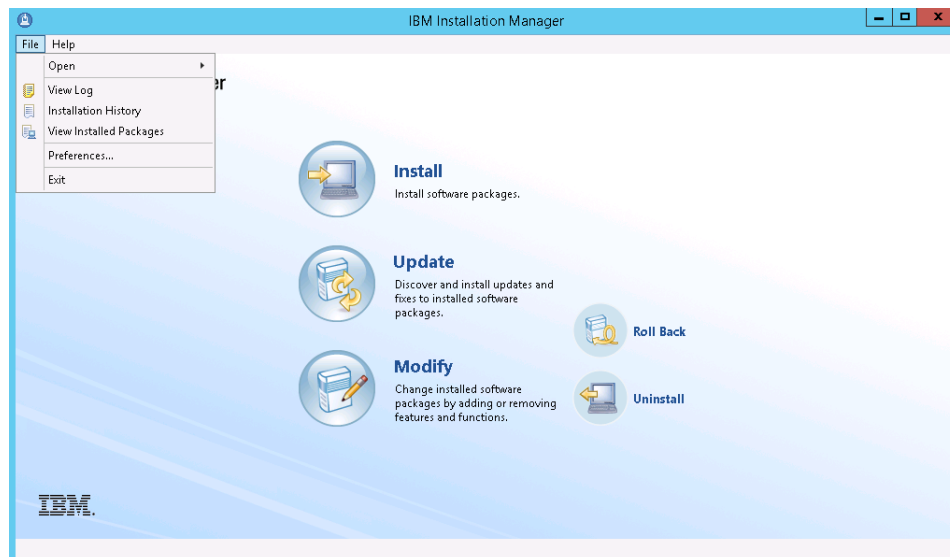 IBM Installation Manager
File Help
Open
View Log
Installation History
View Installed Packages
Preferences...
Exit
er
Install
Install software packages.
Update
Discover and install updates and
fixes to installed software
packages.
Roll Back
Modify
Change installed software
packages by adding or removing
features and functions.
Uninstall
IBM.